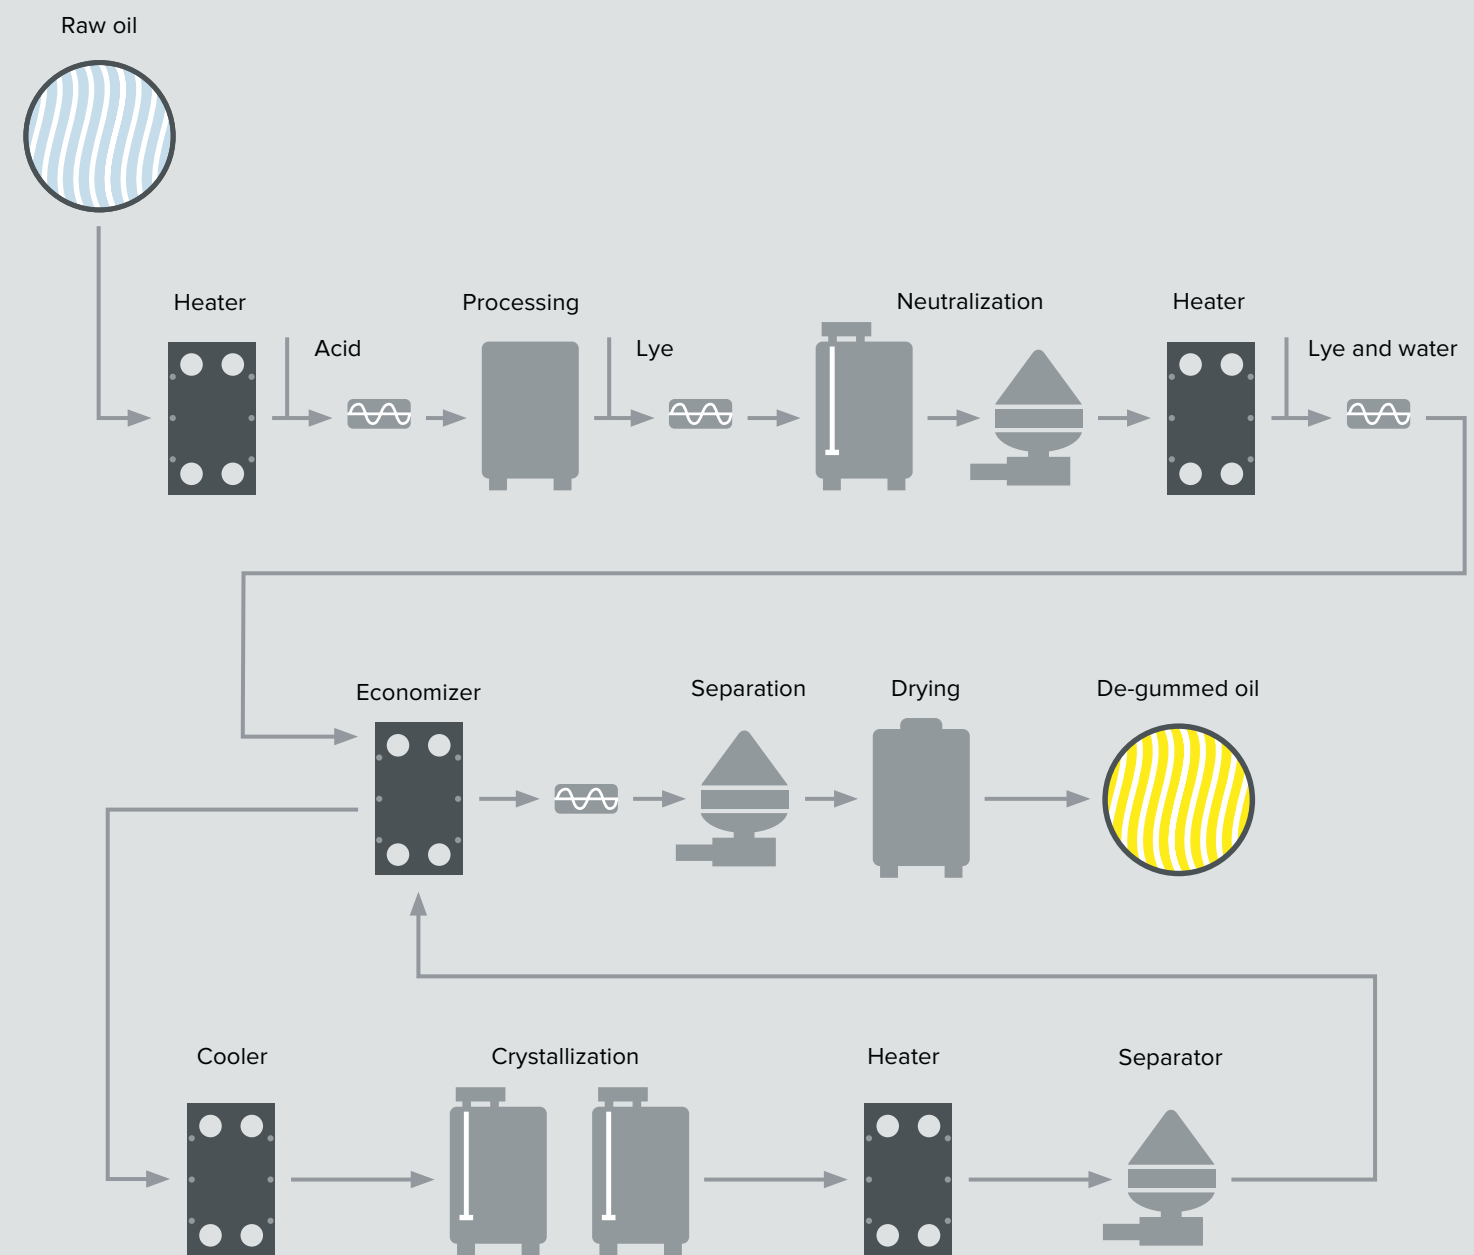 Raw oil
Heater
Acid
Processing
Lye
Neutralization
Heater
Lye and water
Economizer
Separation
Drying
De-gummed oil
Cooler
Crystallization
Heater
Separator